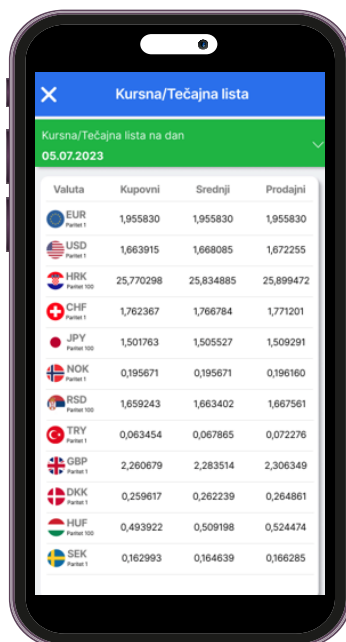 Kursna/Tečajna lista
Kursna/Tečajna lista na dan
05.07.2023
Valuta Kupovni Srednji Prodajni
EUR 1,955830 1,955830 1,955830
Paritet 1
USD 1,663915 1,668085 1,672255
Paritet 1
HRK 25,770298 25,834885 25,899472
Paritet 100
CHF 1,762367 1,766784 1,771201
Paritet 1
JPY 1,501763 1,505527 1,509291
Paritet 100
NOK 0,195671 0,195671 0,196160
Paritet 1
RSD 1,659243 1,663402 1,667561
Paritet 100
TRY 0,063454 0,067865 0,072276
Paritet 1
GBP 2,260679 2,283514 2,306349
Paritet 1
DKK 0,259617 0,262239 0,264861
Paritet 1
HUF 0,493922 0,509198 0,524474
Paritet 100
SEK 0,162993 0,164639 0,166285
Paritet 1